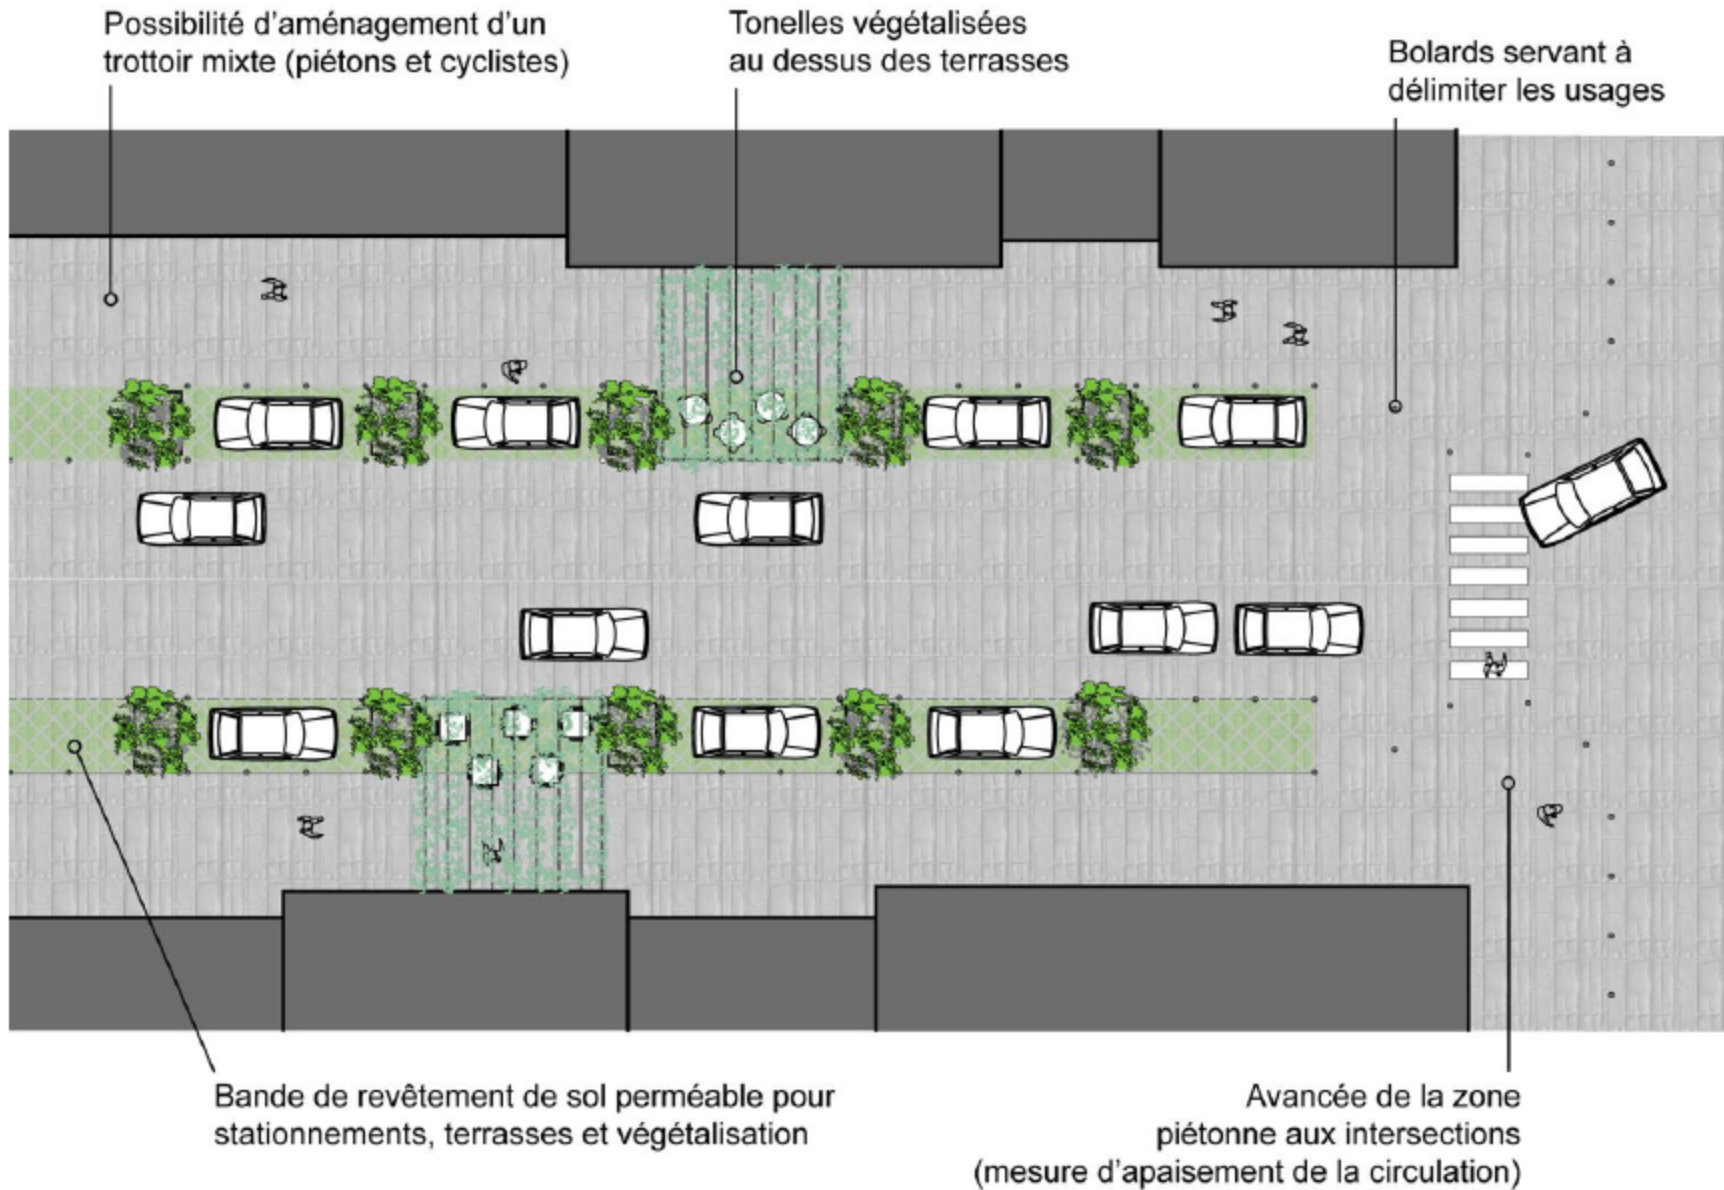 Possibilité d'aménagement d'un
trottoir mixte (piétons et cyclistes)
Tonelles végétalisées
au dessus des terrasses
Bolards servant à
délimiter les usages
Bande de revêtement de sol perméable pour
stationnements, terrasses et végétalisation
Avancée de la zone
piétonne aux intersections
(mesure d'apaisement de la circulation)